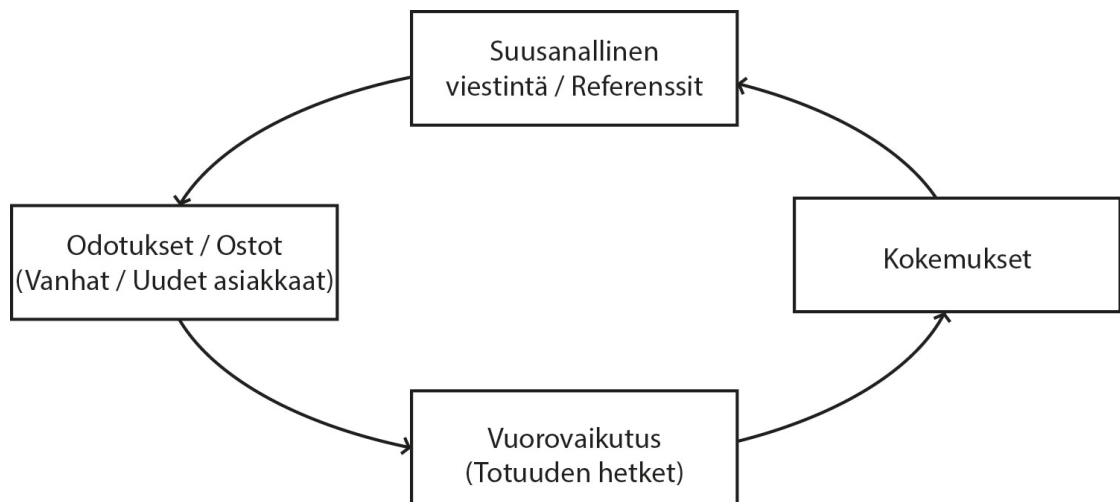 Suusanallinen
viestintä / Referenssit
Odotukset / Ostot
(Vanhat / Uudet asiakkaat)
Kokemukset
Vuorovaikutus
(Totuuden hetket)